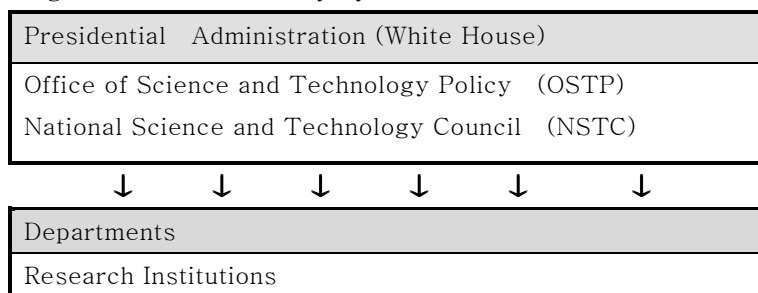 Presidential Administration (White House)
Office of Science and Technology Policy (OSTP)
National Science and Technology Council (NSTC)
↓ ↓ ↓ ↓ ↓ ↓
Departments
Research Institutions